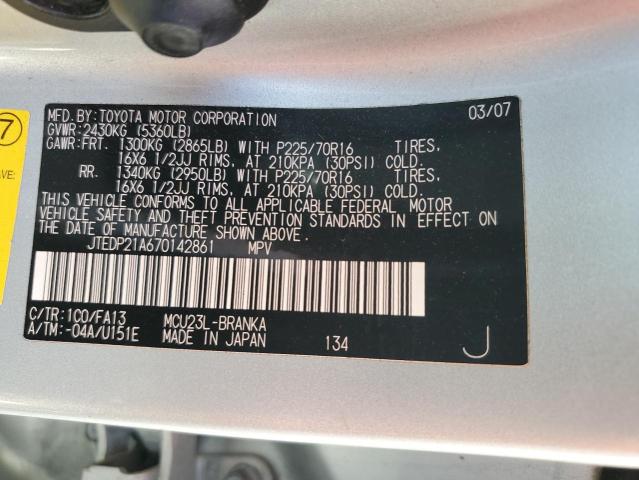 7
AVE:
MFD.BY:TOYOTA MOTOR CORPORATION 03/07
GVWR:2430KG (5360LB)
GAWR:FRT. 1300KG (2865LB) WITH P225/70R16 TIRES,
16X6 1/2JJ RIMS, AT 210KPA (30PSI) COLD.
RR. 1340KG (2950LB) WITH P225/70R16 TIRES,
16X6 1/2JJ RIMS, AT 210KPA (30PSI) COLD.
THIS VEHICLE CONFORMS TO ALL APPLICABLE FEDERAL MOTOR
VEHICLE SAFETY AND THEFT PREVENTION STANDARDS IN EFFECT ON
THE DATE OF MANUFACTURE SHOWN ABOVE.
JTEDP21A670142861 MPV
C/TR:1C0/FA13 MCU23L-BRANKA
A/TM:-04A/U151E MADE IN JAPAN 134 J